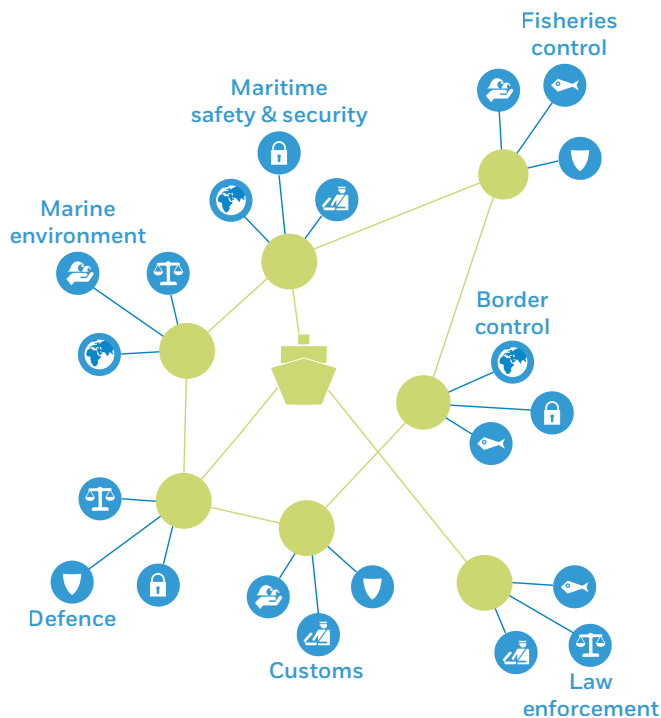 Fisheries
control
Maritime
safety & security
Marine
environment
Border
control
Defence
Customs
Law
enforcement